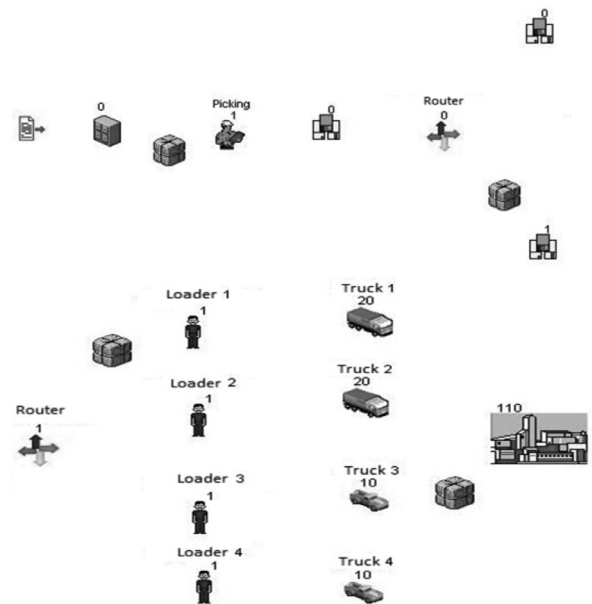 0
0
Picking
1
0
Router
0
1
Loader 1
1
Truck 1
20
Loader 2
1
Truck 2
20
Router
1
110
Loader 3
1
Truck 3
10
Loader 4
1
Truck 4
10